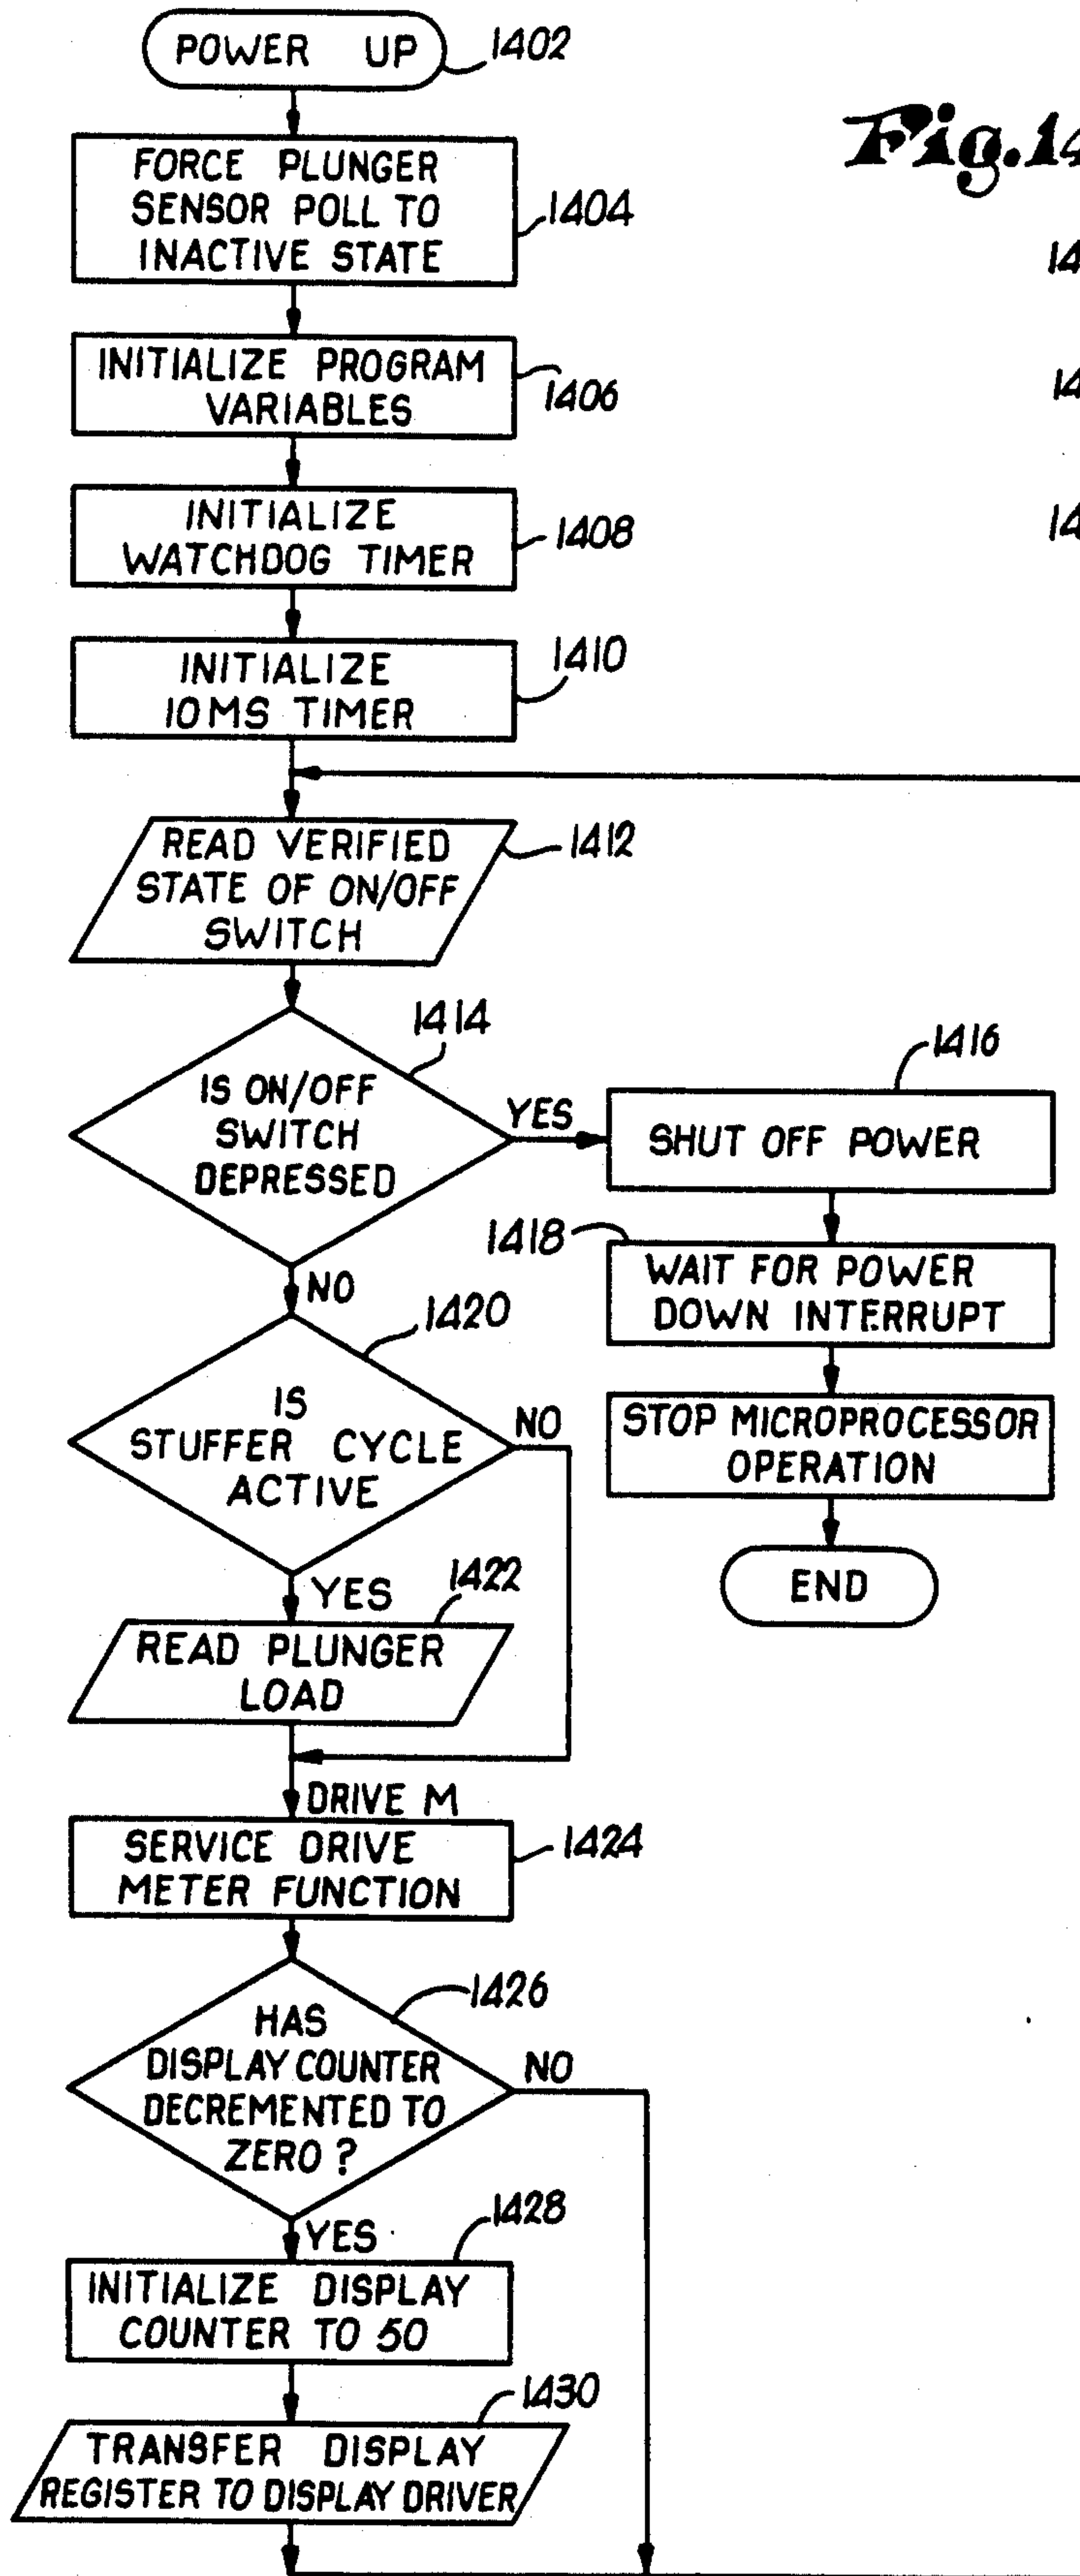 POWER UP
1402
Fig.14
FORCE PLUNGER
SENSOR POLL TO
INACTIVE STATE
1404
14
INITIALIZE PROGRAM
VARIABLES
1406
14
INITIALIZE
WATCHDOG TIMER
1408
14
INITIALIZE
10MS TIMER
1410
READ VERIFIED
STATE OF ON/OFF
SWITCH
1412
IS ON/OFF
SWITCH
DEPRESSED
1414
YES
NO
SHUT OFF POWER
1416
WAIT FOR POWER
DOWN INTERRUPT
1418
STOP MICROPROCESSOR
OPERATION
END
IS
STUFFER CYCLE
ACTIVE
1420
NO
YES
READ PLUNGER
LOAD
1422
DRIVE M
SERVICE DRIVE
METER FUNCTION
1424
HAS
DISPLAY COUNTER
DECREMENTED TO
ZERO ?
1426
NO
YES
INITIALIZE DISPLAY
COUNTER TO 50
1428
TRANSFER DISPLAY
REGISTER TO DISPLAY DRIVER
1430